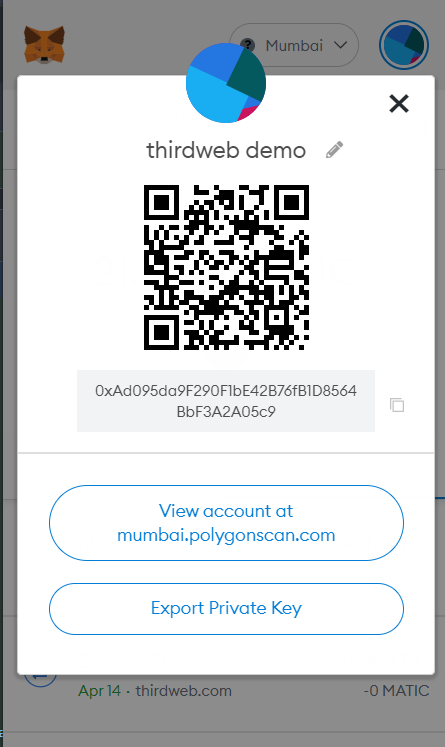 Mumbai
thirdweb demo
0xAd095da9F290F1bE42B76fB1D8564
BbF3A2A05c9
View account at
mumbai.polygonscan.com
Export Private Key
Apr 14 · thirdweb.com
-0 MATIC